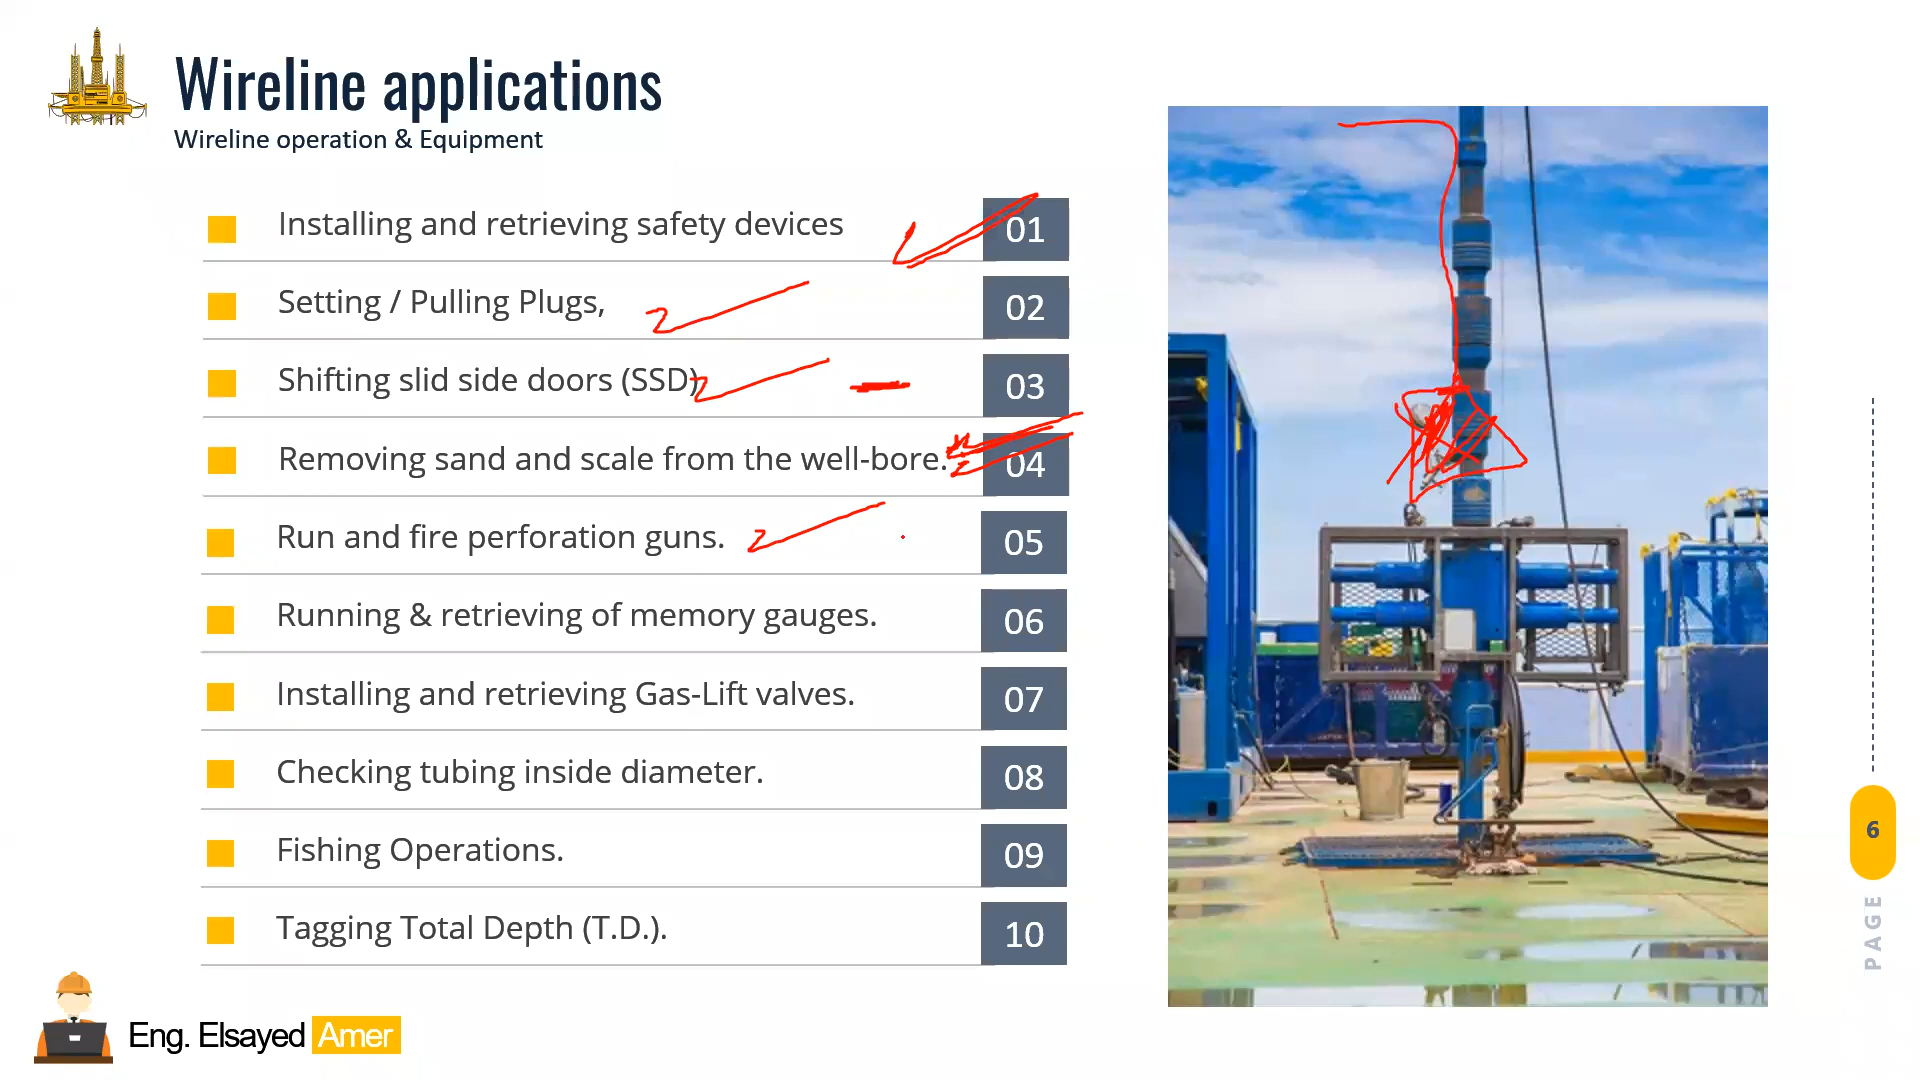 Wireline applications
Wireline operation & Equipment
Installing and retrieving safety devices 01
Setting / Pulling Plugs, 02
Shifting slid side doors (SSD) 03
Removing sand and scale from the well-bore. 04
Run and fire perforation guns. 05
Running & retrieving of memory gauges. 06
Installing and retrieving Gas-Lift valves. 07
Checking tubing inside diameter. 08
Fishing Operations. 09
Tagging Total Depth (T.D.). 10
6
PAGE
Eng. Elsayed Amer